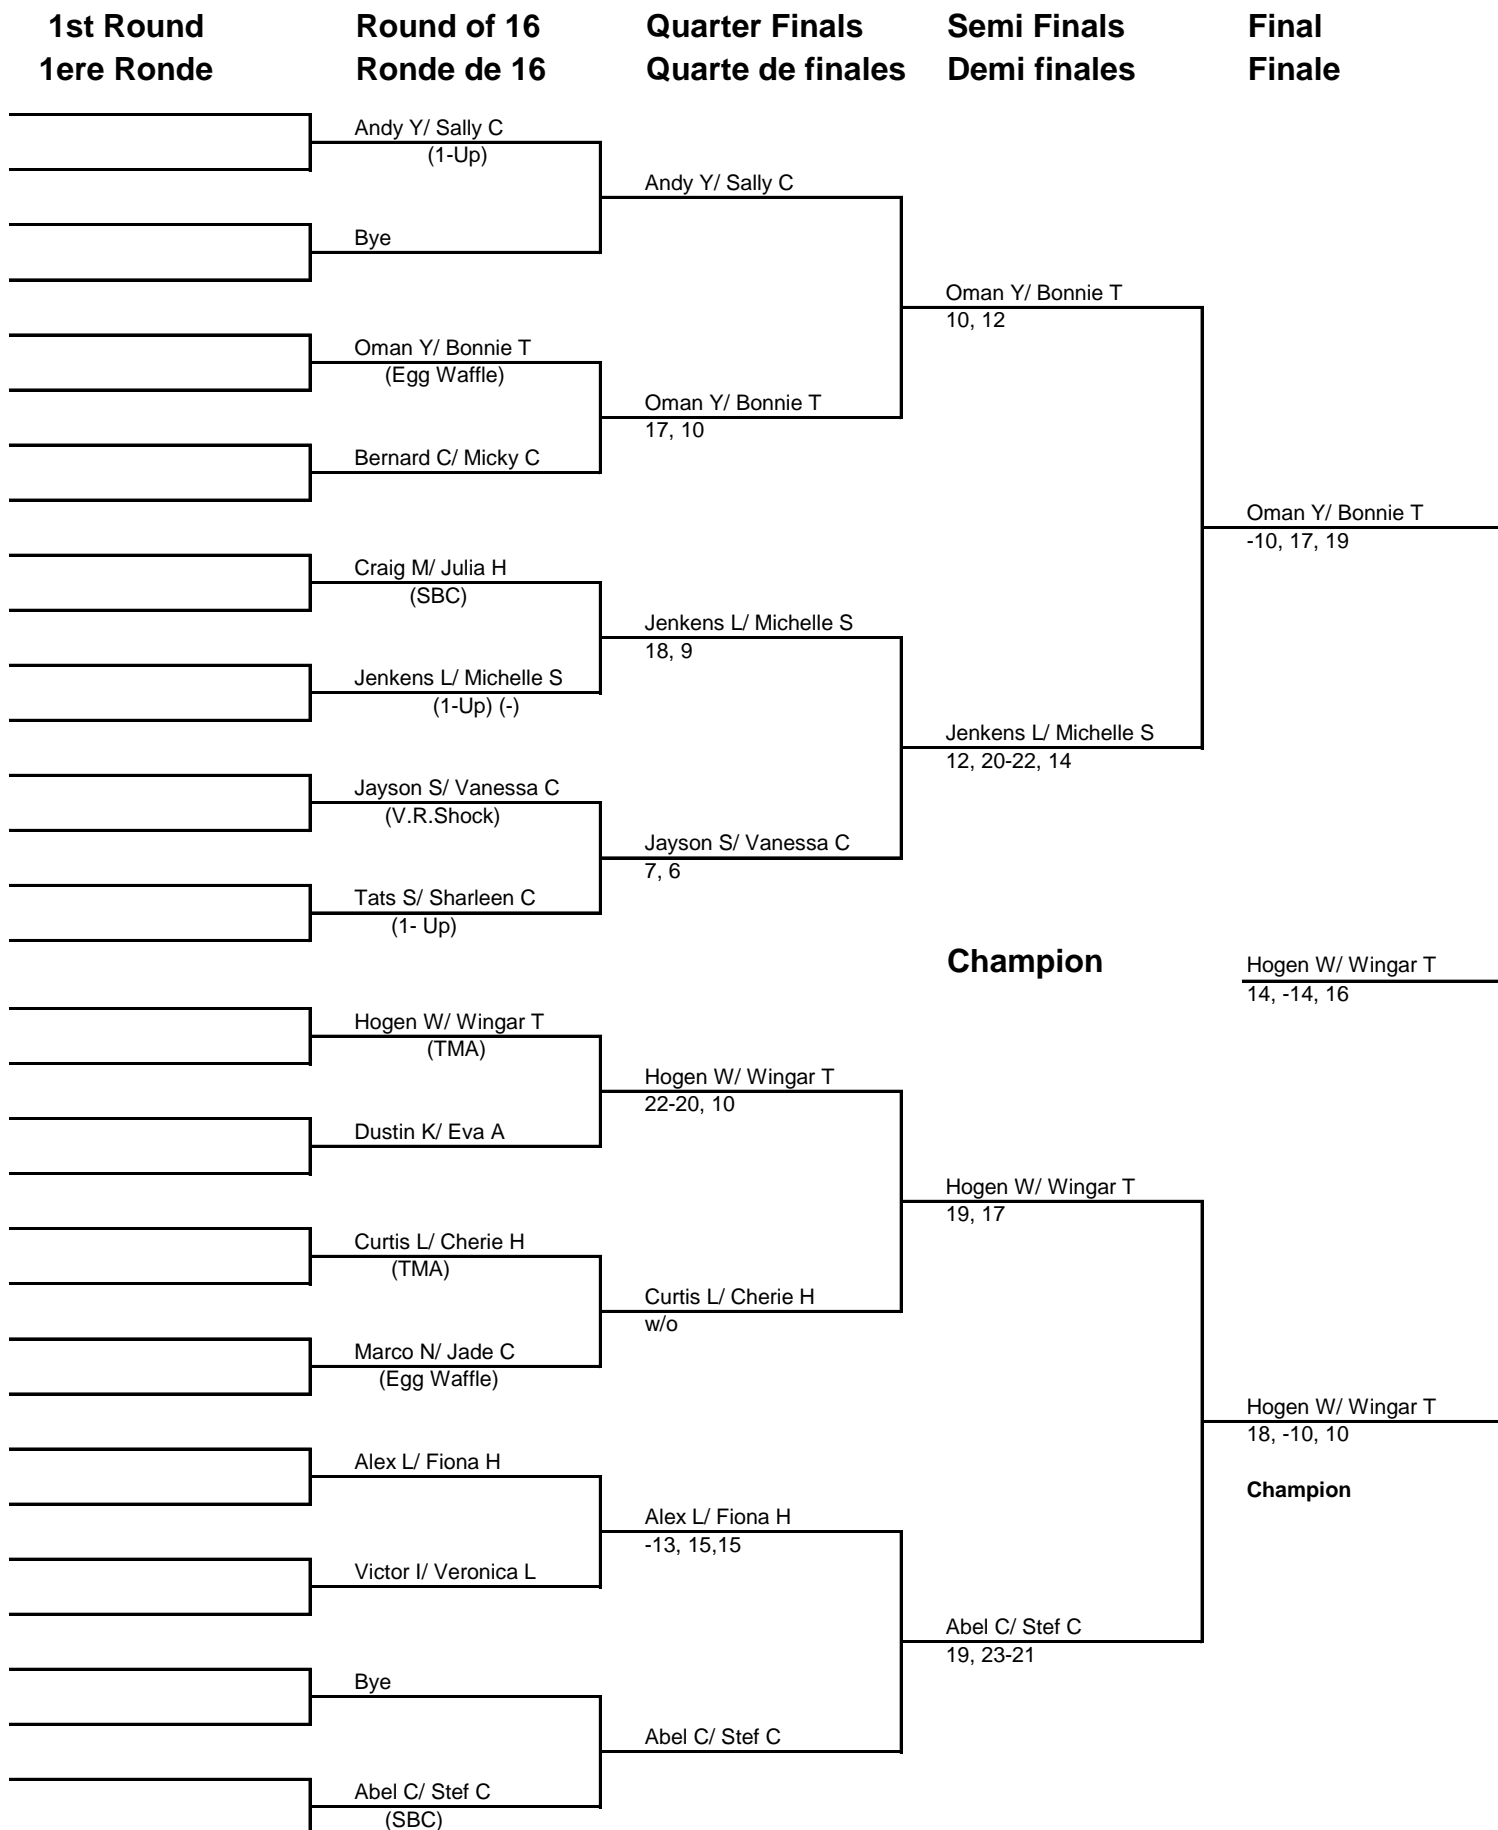 1st Round
1ere Ronde
Round of 16
Ronde de 16
Quarter Finals
Quarte de finales
Semi Finals
Demi finales
Final
Finale
Andy Y/ Sally C
(1-Up)
Andy Y/ Sally C
Bye
Oman Y/ Bonnie T
10, 12
Oman Y/ Bonnie T
(Egg Waffle)
Oman Y/ Bonnie T
17, 10
Bernard C/ Micky C
Oman Y/ Bonnie T
-10, 17, 19
Craig M/ Julia H
(SBC)
Jenkens L/ Michelle S
18, 9
Jenkens L/ Michelle S
(1-Up) (-)
Jenkens L/ Michelle S
12, 20-22, 14
Jayson S/ Vanessa C
(V.R.Shock)
Jayson S/ Vanessa C
7, 6
Tats S/ Sharleen C
(1- Up)
Champion
Hogen W/ Wingar T
14, -14, 16
Hogen W/ Wingar T
(TMA)
Hogen W/ Wingar T
22-20, 10
Dustin K/ Eva A
Hogen W/ Wingar T
19, 17
Curtis L/ Cherie H
(TMA)
Curtis L/ Cherie H
w/o
Marco N/ Jade C
(Egg Waffle)
Hogen W/ Wingar T
18, -10, 10
Champion
Alex L/ Fiona H
Alex L/ Fiona H
-13, 15,15
Victor I/ Veronica L
Abel C/ Stef C
19, 23-21
Bye
Abel C/ Stef C
Abel C/ Stef C
(SBC)